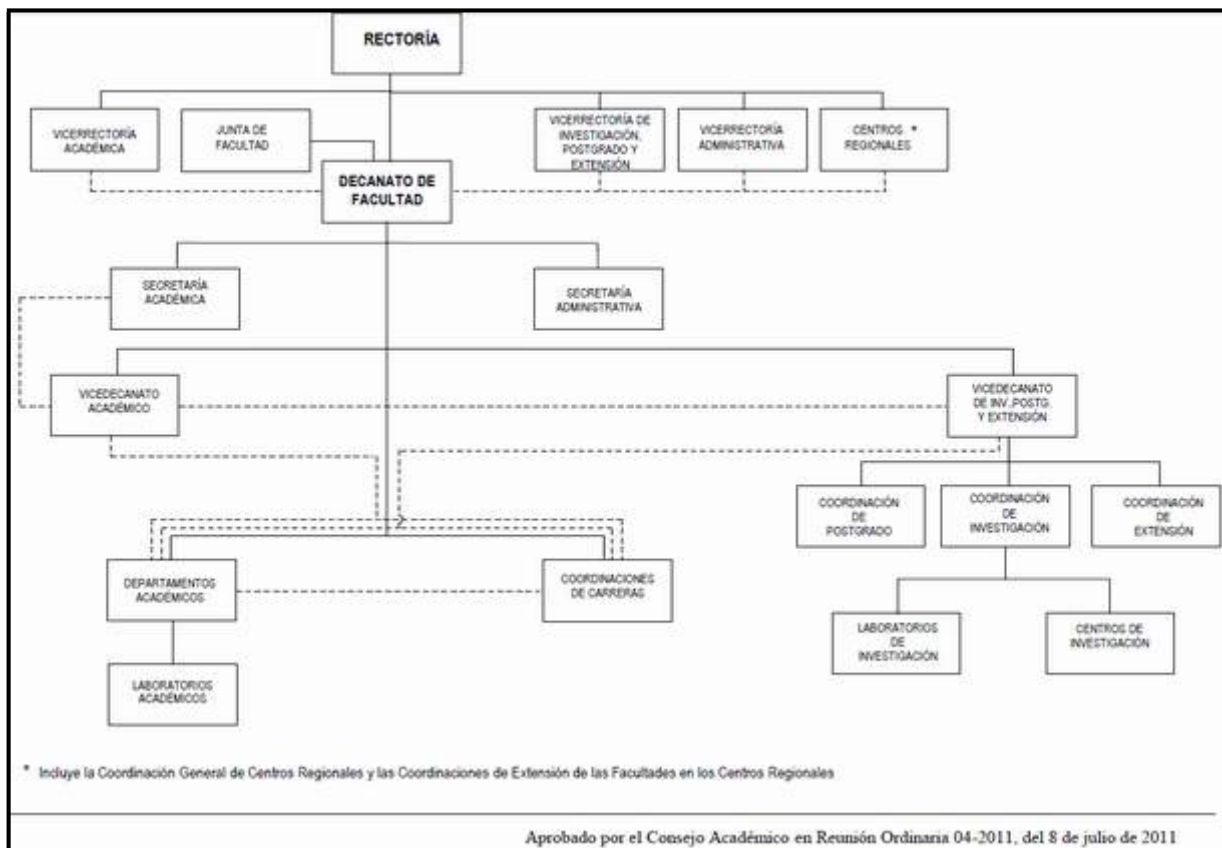 RECTORÍA
VICERRECTORÍA
ACADÉMICA
JUNTA DE
FACULTAD
VICERRECTORÍA DE
INVESTIGACIÓN,
POSTGRADO Y
EXTENSIÓN
VICERRECTORÍA
ADMINISTRATIVA
CENTROS *
REGIONALES
DECANATO DE
FACULTAD
SECRETARÍA
ACADÉMICA
SECRETARÍA
ADMINISTRATIVA
VICEDECANATO
ACADÉMICO
VICEDECANATO
DE INV.,POSTG.
Y EXTENSIÓN
COORDINACIÓN
DE
POSTGRADO
COORDINACIÓN
DE
INVESTIGACIÓN
COORDINACIÓN
DE
EXTENSIÓN
DEPARTAMENTOS
ACADÉMICOS
COORDINACIONES
DE CARRERAS
LABORATORIOS
DE
INVESTIGACIÓN
CENTROS DE
INVESTIGACIÓN
LABORATORIOS
ACADÉMICOS
* Incluye la Coordinación General de Centros Regionales y las Coordinaciones de Extensión de las Facultades en los Centros Regionales
Aprobado por el Consejo Académico en Reunión Ordinaria 04-2011, del 8 de julio de 2011